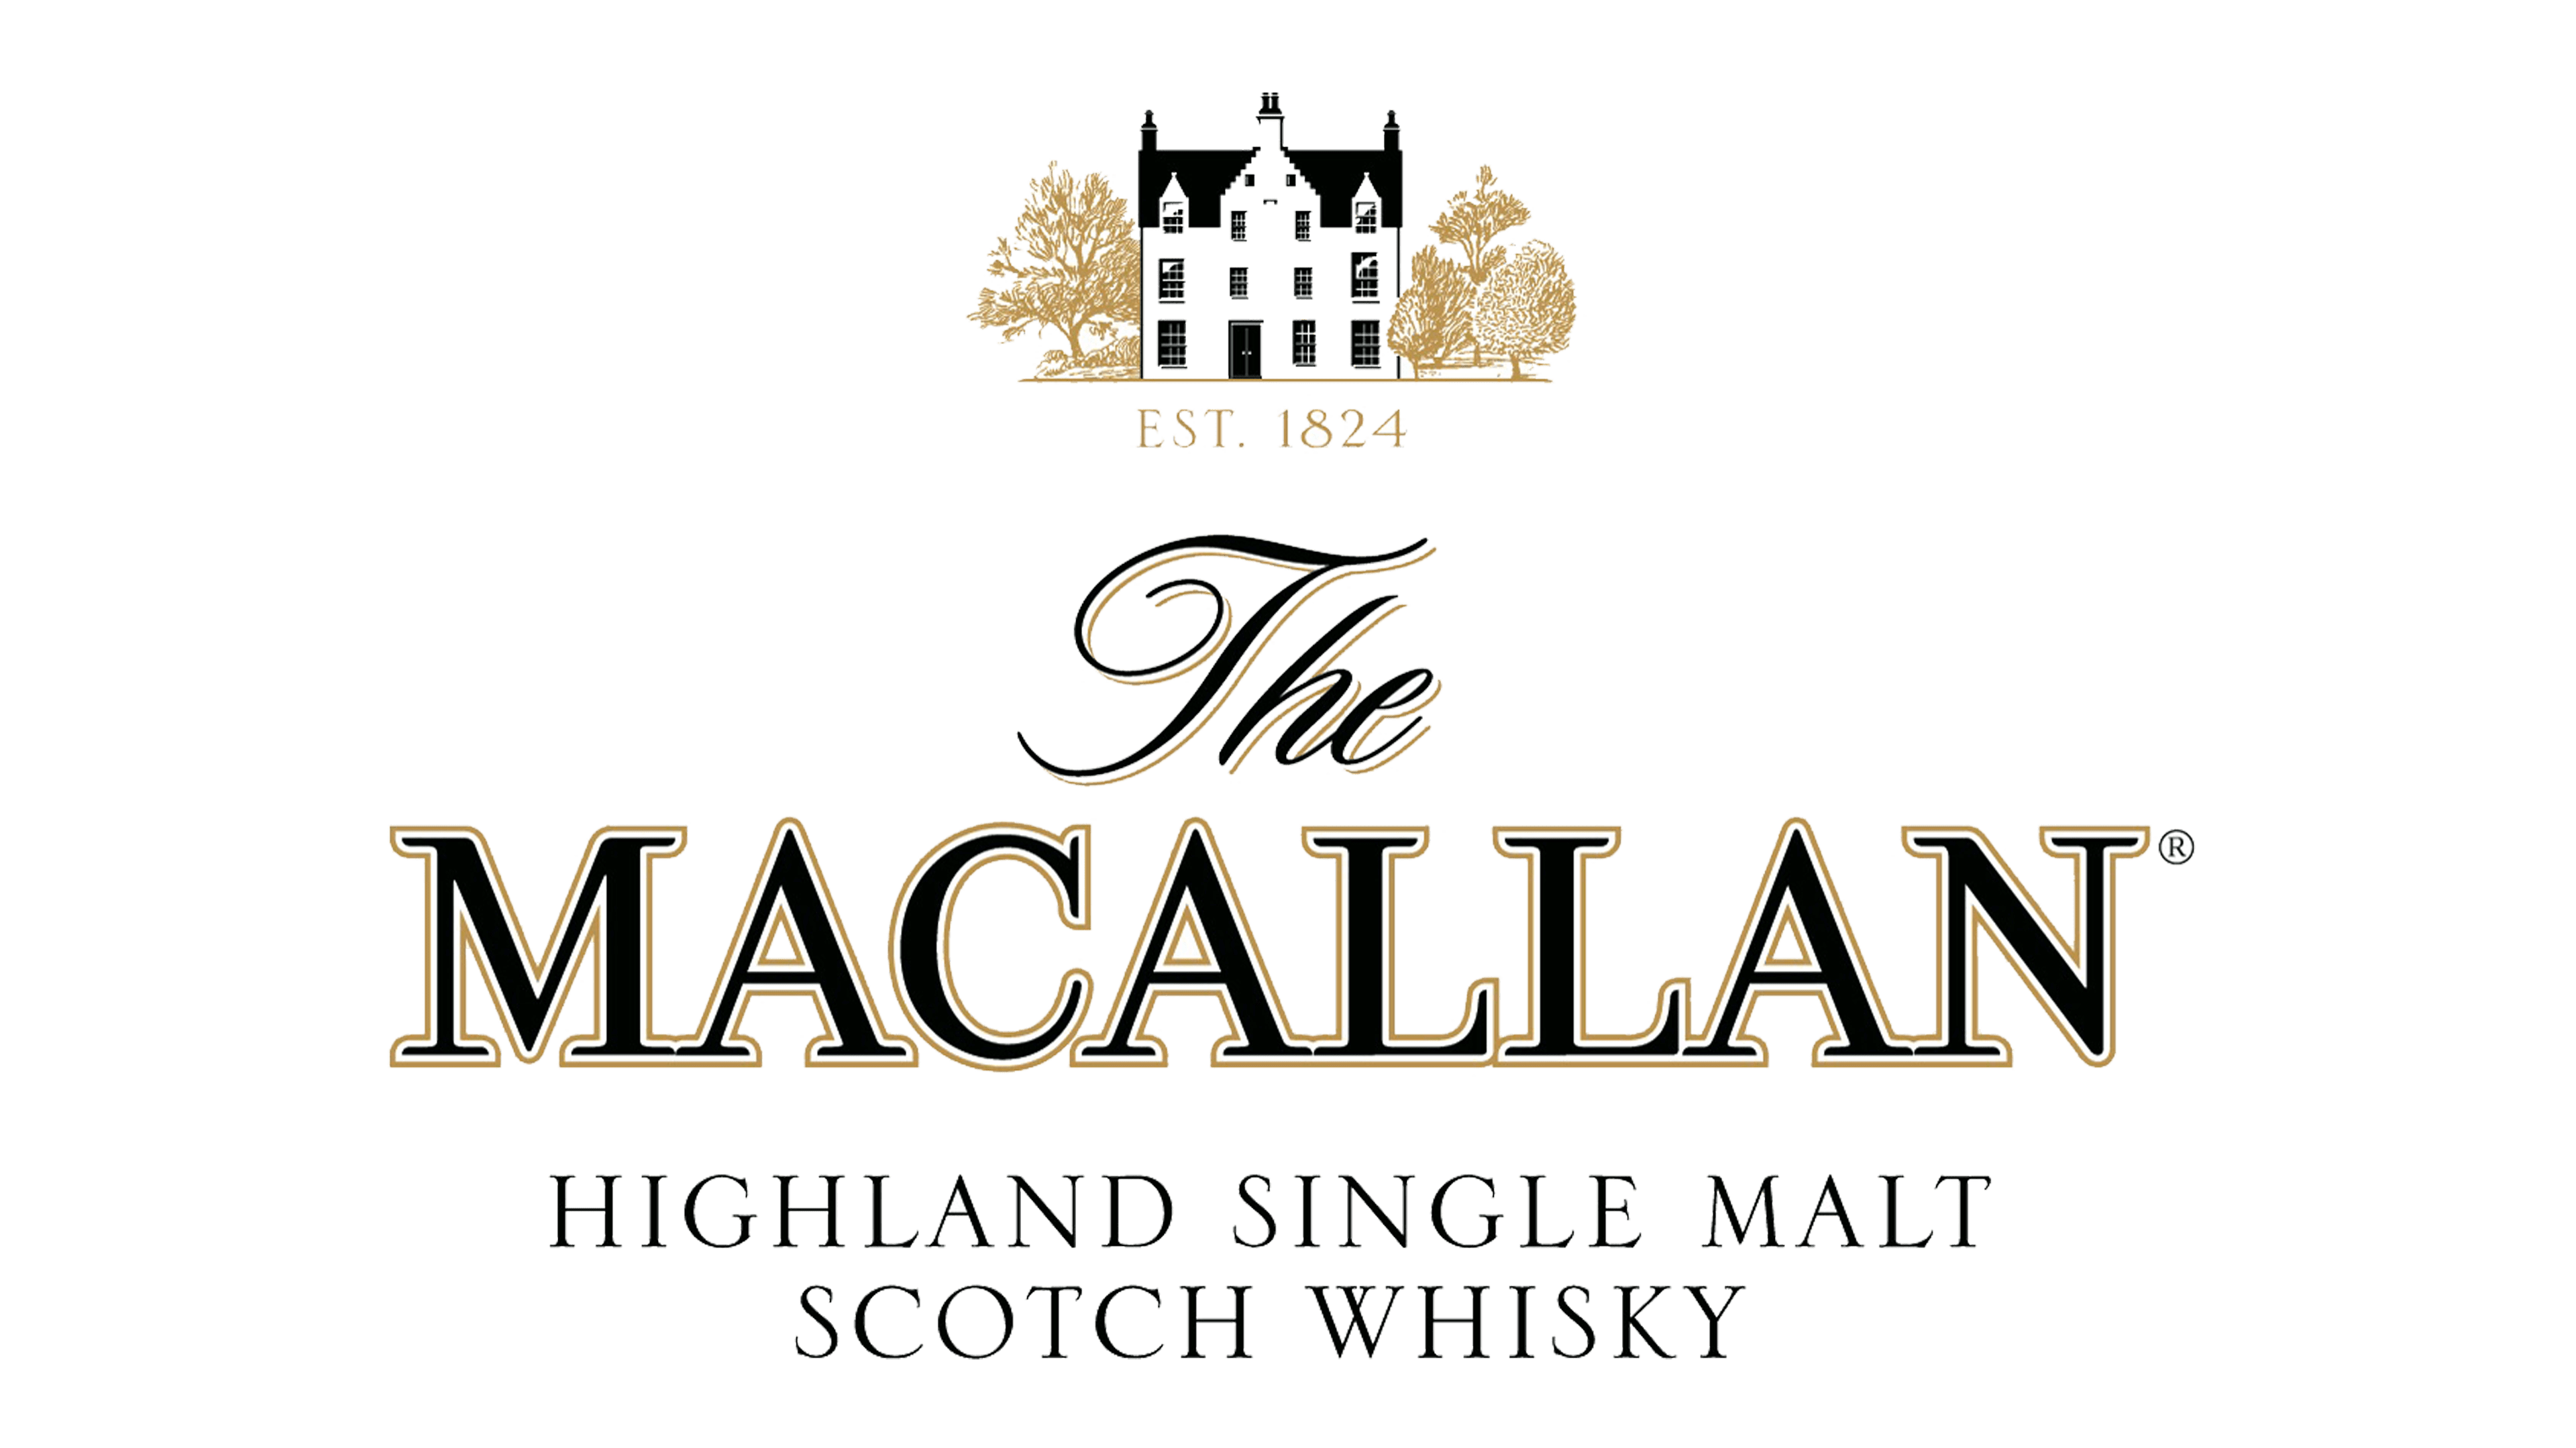 EST. 1824
The
MACALLAN®
HIGHLAND SINGLE MALT
SCOTCH WHISKY